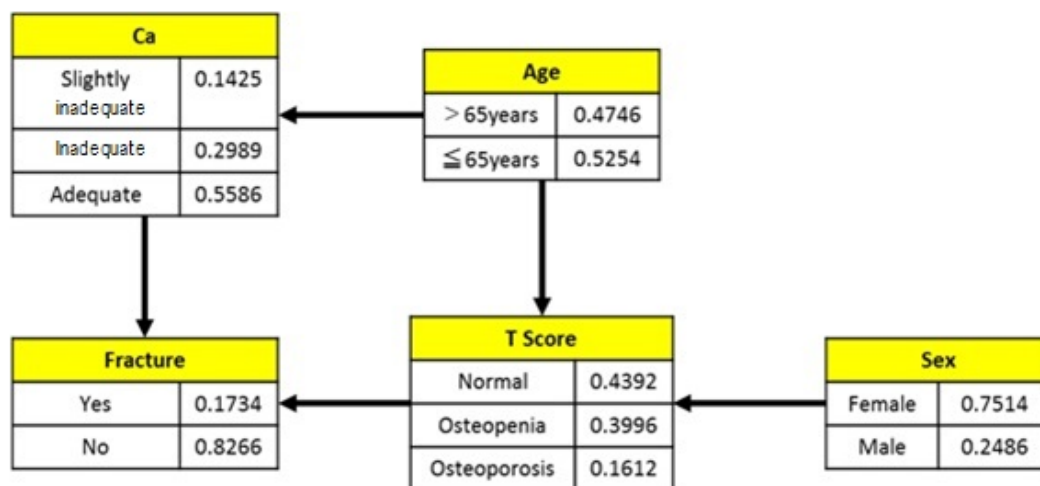 Ca
Slightly inadequate 0.1425
Inadequate 0.2989
Adequate 0.5586
Age
＞65years 0.4746
≦65years 0.5254
Fracture
Yes 0.1734
No 0.8266
T Score
Normal 0.4392
Osteopenia 0.3996
Osteoporosis 0.1612
Sex
Female 0.7514
Male 0.2486